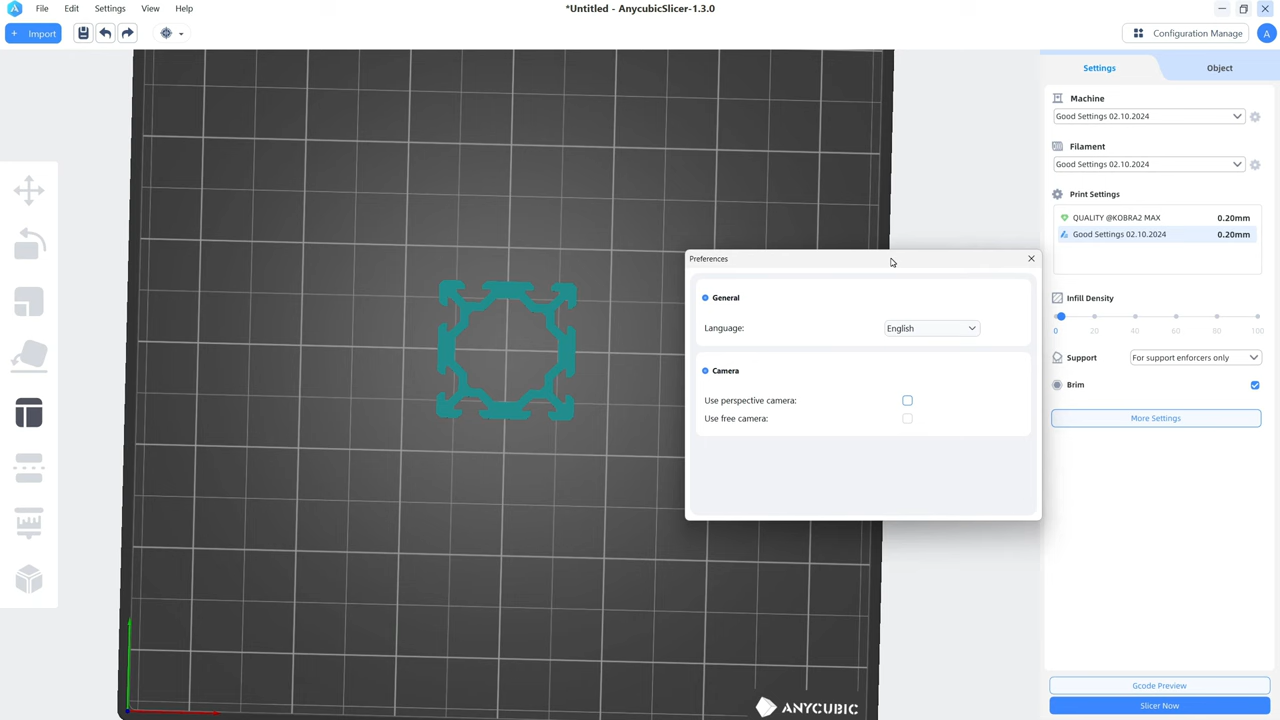 File Edit Settings View Help
*Untitled - AnycubicSlicer-1.3.0
+ Import
Configuration Manage
A
Settings
Object
Machine
Good Settings 02.10.2024
Filament
Good Settings 02.10.2024
Print Settings
QUALITY @KOBRA2 MAX 0.20mm
Good Settings 02.10.2024 0.20mm
Preferences
General
Language: English
Camera
Use perspective camera:
Use free camera:
Infill Density
0 20 40 60 80 100
Support For support enforcers only
Brim
More Settings
Gcode Preview
Slicer Now
ANYCUBIC